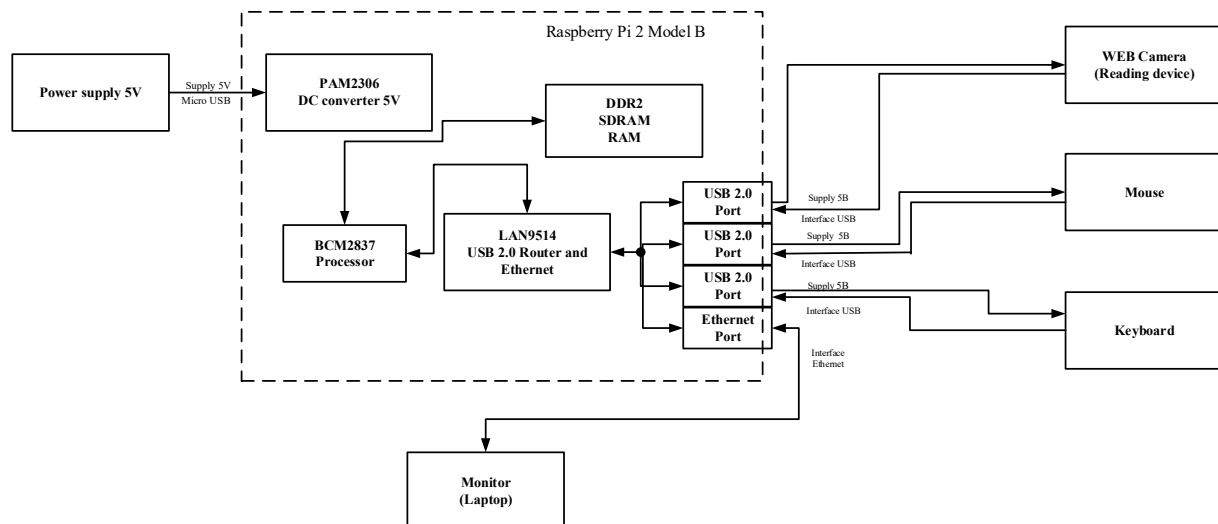 Raspberry Pi 2 Model B
Power supply 5V
Supply 5V
Micro USB
PAM2306
DC converter 5V
DDR2
SDRAM
RAM
BCM2837
Processor
LAN9514
USB 2.0 Router and
Ethernet
USB 2.0
Port
USB 2.0
Port
USB 2.0
Port
Ethernet
Port
Supply 5B
Interface USB
Supply 5B
Interface USB
Supply 5B
Interface USB
Interface
Ethernet
WEB Camera
(Reading device)
Mouse
Keyboard
Monitor
(Laptop)